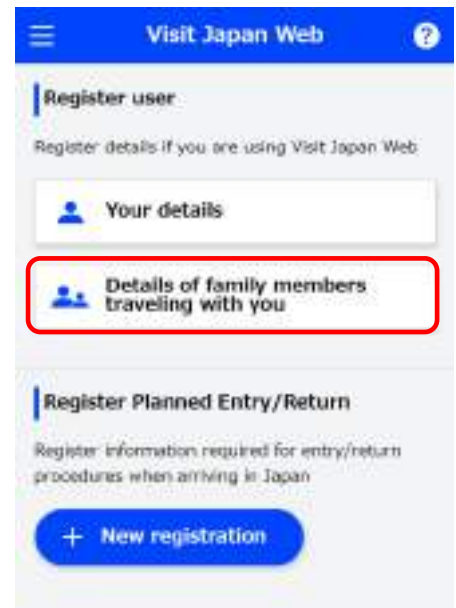 Visit Japan Web
?
Register user
Register details if you are using Visit Japan Web
Your details
Details of family members
traveling with you
Register Planned Entry/Return
Register information required for entry/return
procedures when arriving in Japan
+ New registration